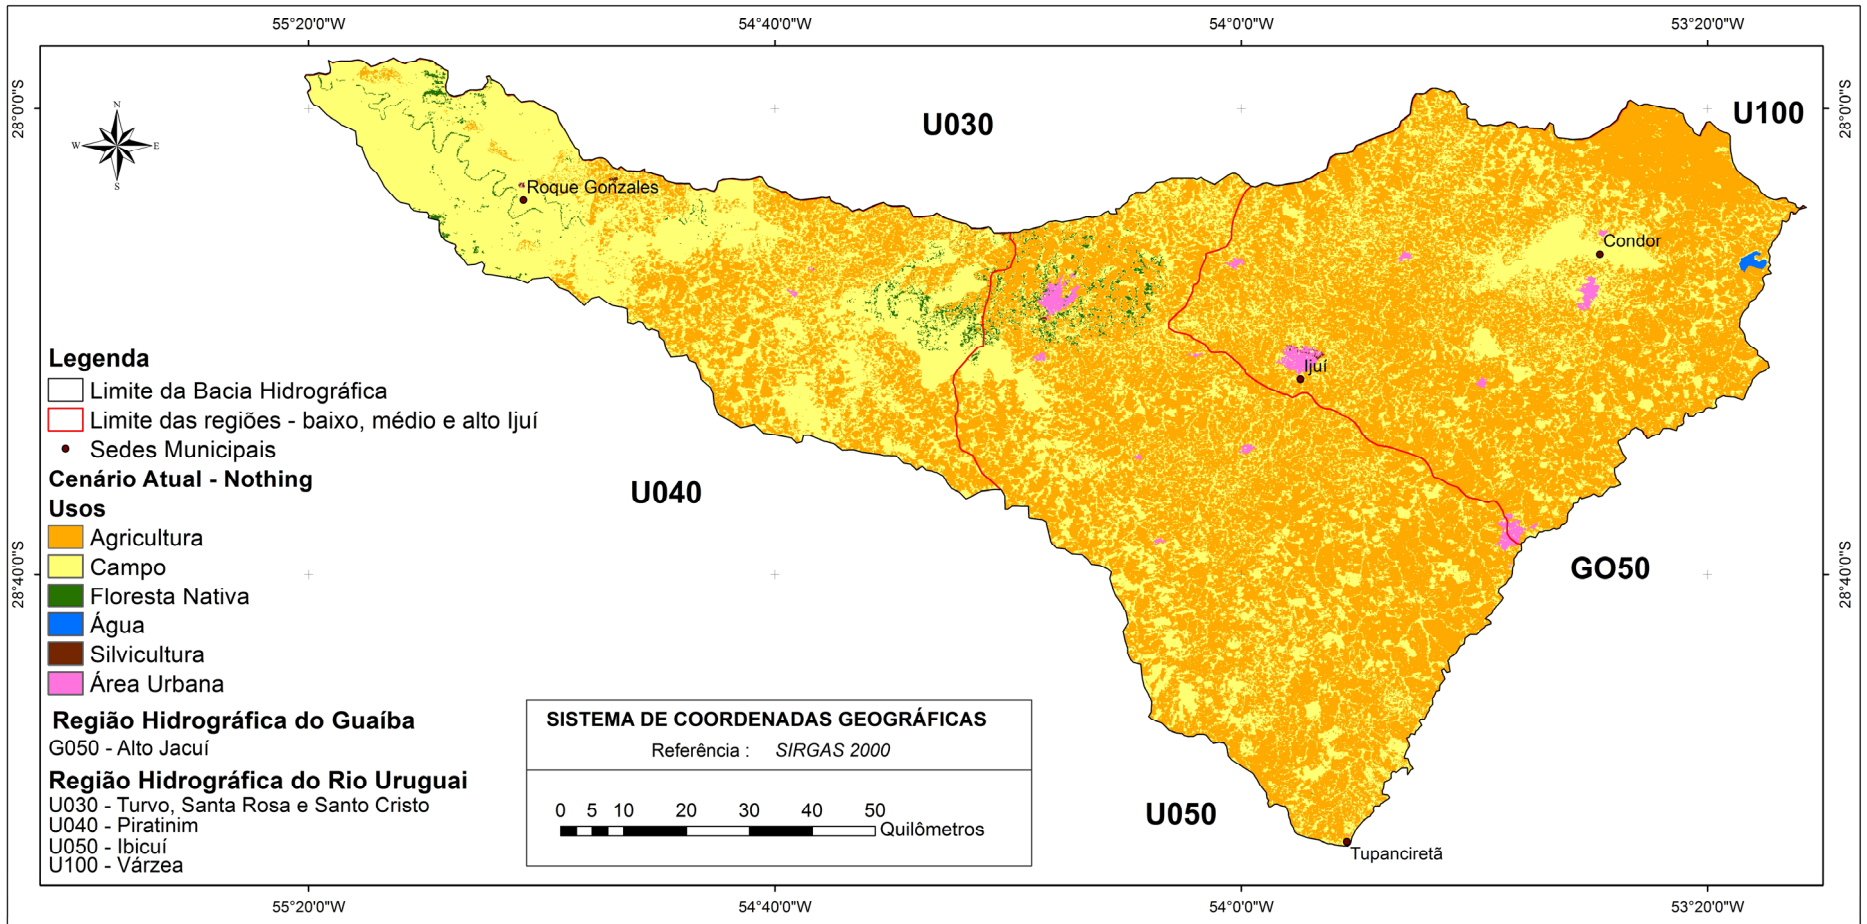 55°20'0"W 54°40'0"W 54°0'0"W 53°20'0"W
28°0'0"S
28°0'0"S
N
W E
S
U030
U100
Roque Gonzales
Condor
Ijuí
U040
GO50
U050
Tupanciretã
28°40'0"S
28°40'0"S
Legenda
Limite da Bacia Hidrográfica
Limite das regiões - baixo, médio e alto Ijuí
Sedes Municipais
Cenário Atual - Nothing
Usos
Agricultura
Campo
Floresta Nativa
Água
Silvicultura
Área Urbana
Região Hidrográfica do Guaíba
G050 - Alto Jacuí
Região Hidrográfica do Rio Uruguai
U030 - Turvo, Santa Rosa e Santo Cristo
U040 - Piratinim
U050 - Ibicuí
U100 - Várzea
SISTEMA DE COORDENADAS GEOGRÁFICAS
Referência : SIRGAS 2000
0 5 10 20 30 40 50
Quilômetros
55°20'0"W 54°40'0"W 54°0'0"W 53°20'0"W